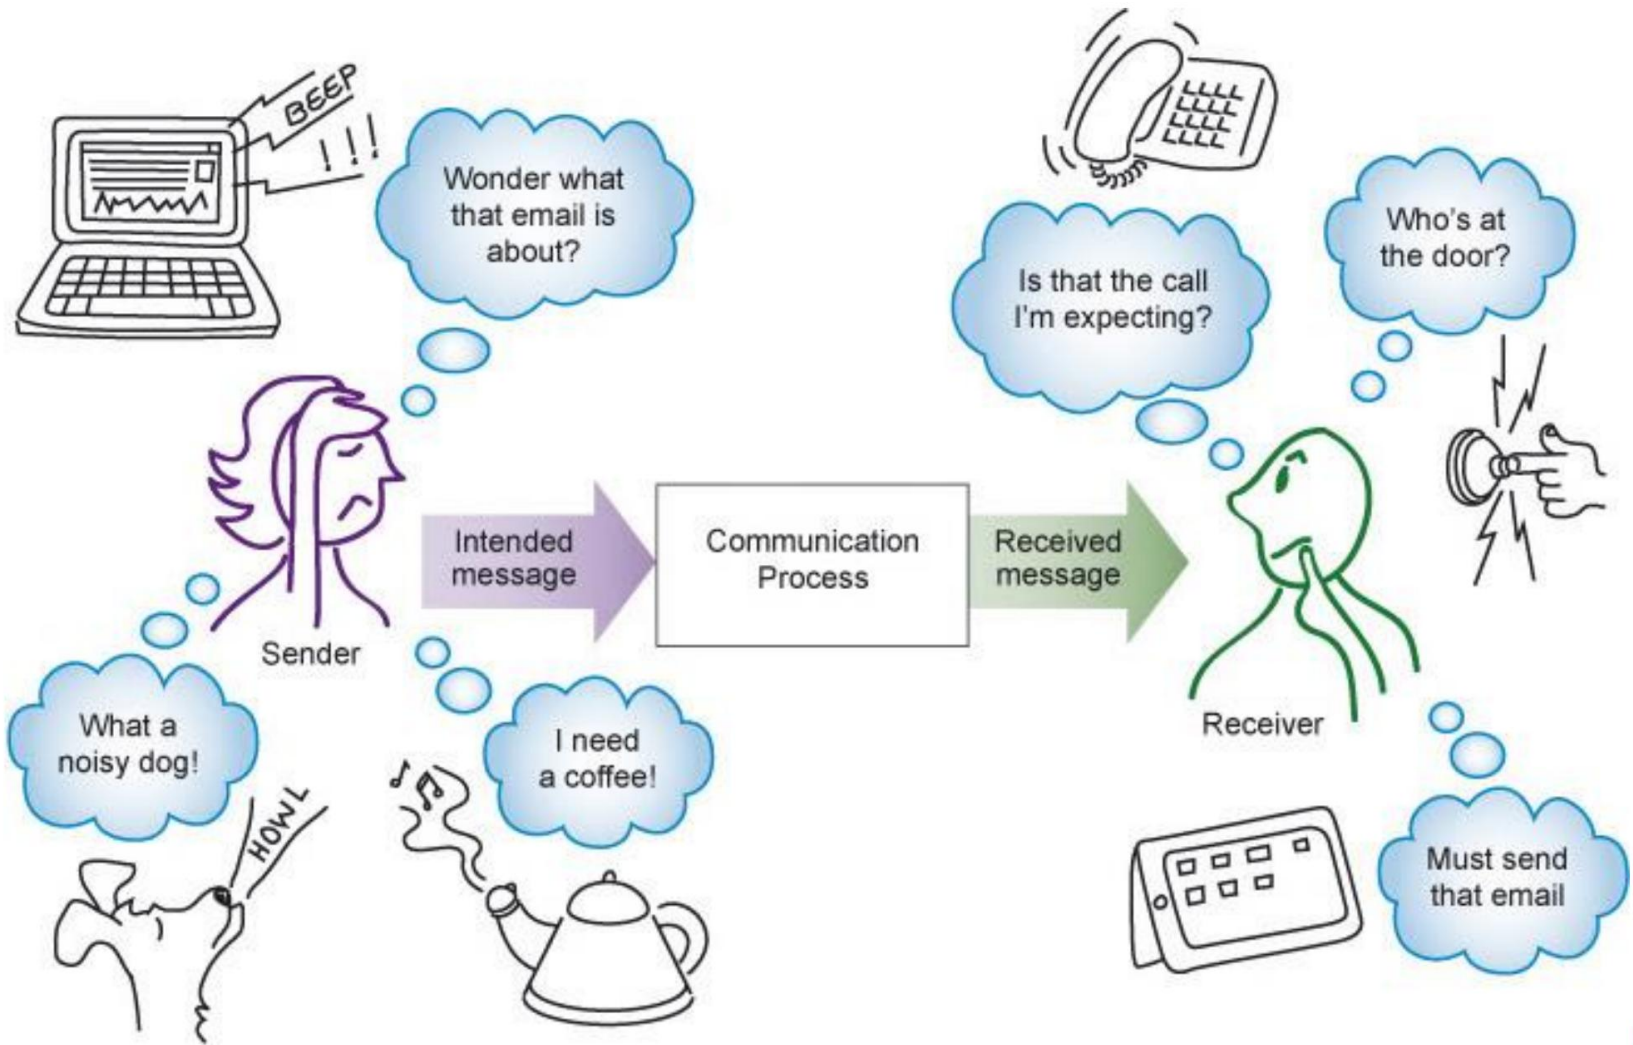 BEEP
!!!
Wonder what
that email is
about?
Is that the call
I'm expecting?
Who's at
the door?
Intended
message
Communication
Process
Received
message
Sender
Receiver
What a
noisy dog!
HOWL
I need
a coffee!
Must send
that email